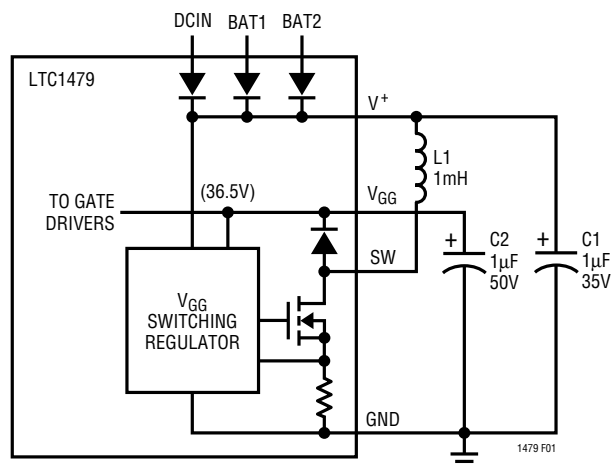 DCIN BAT1 BAT2
LTC1479
V+
L1
1mH
(36.5V)
TO GATE
DRIVERS
VGG
SW
+
C2
1µF
50V
+
C1
1µF
35V
VGG
SWITCHING
REGULATOR
GND
1479 F01